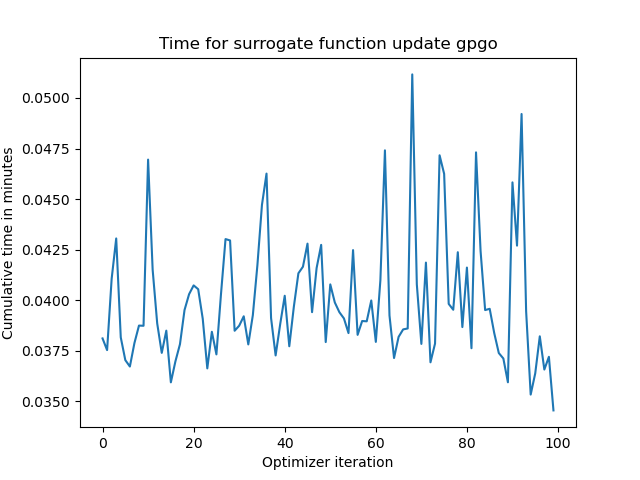 Time for surrogate function update gpgo
Cumulative time in minutes
0.0500
0.0475
0.0450
0.0425
0.0400
0.0375
0.0350
0 20 40 60 80 100
Optimizer iteration